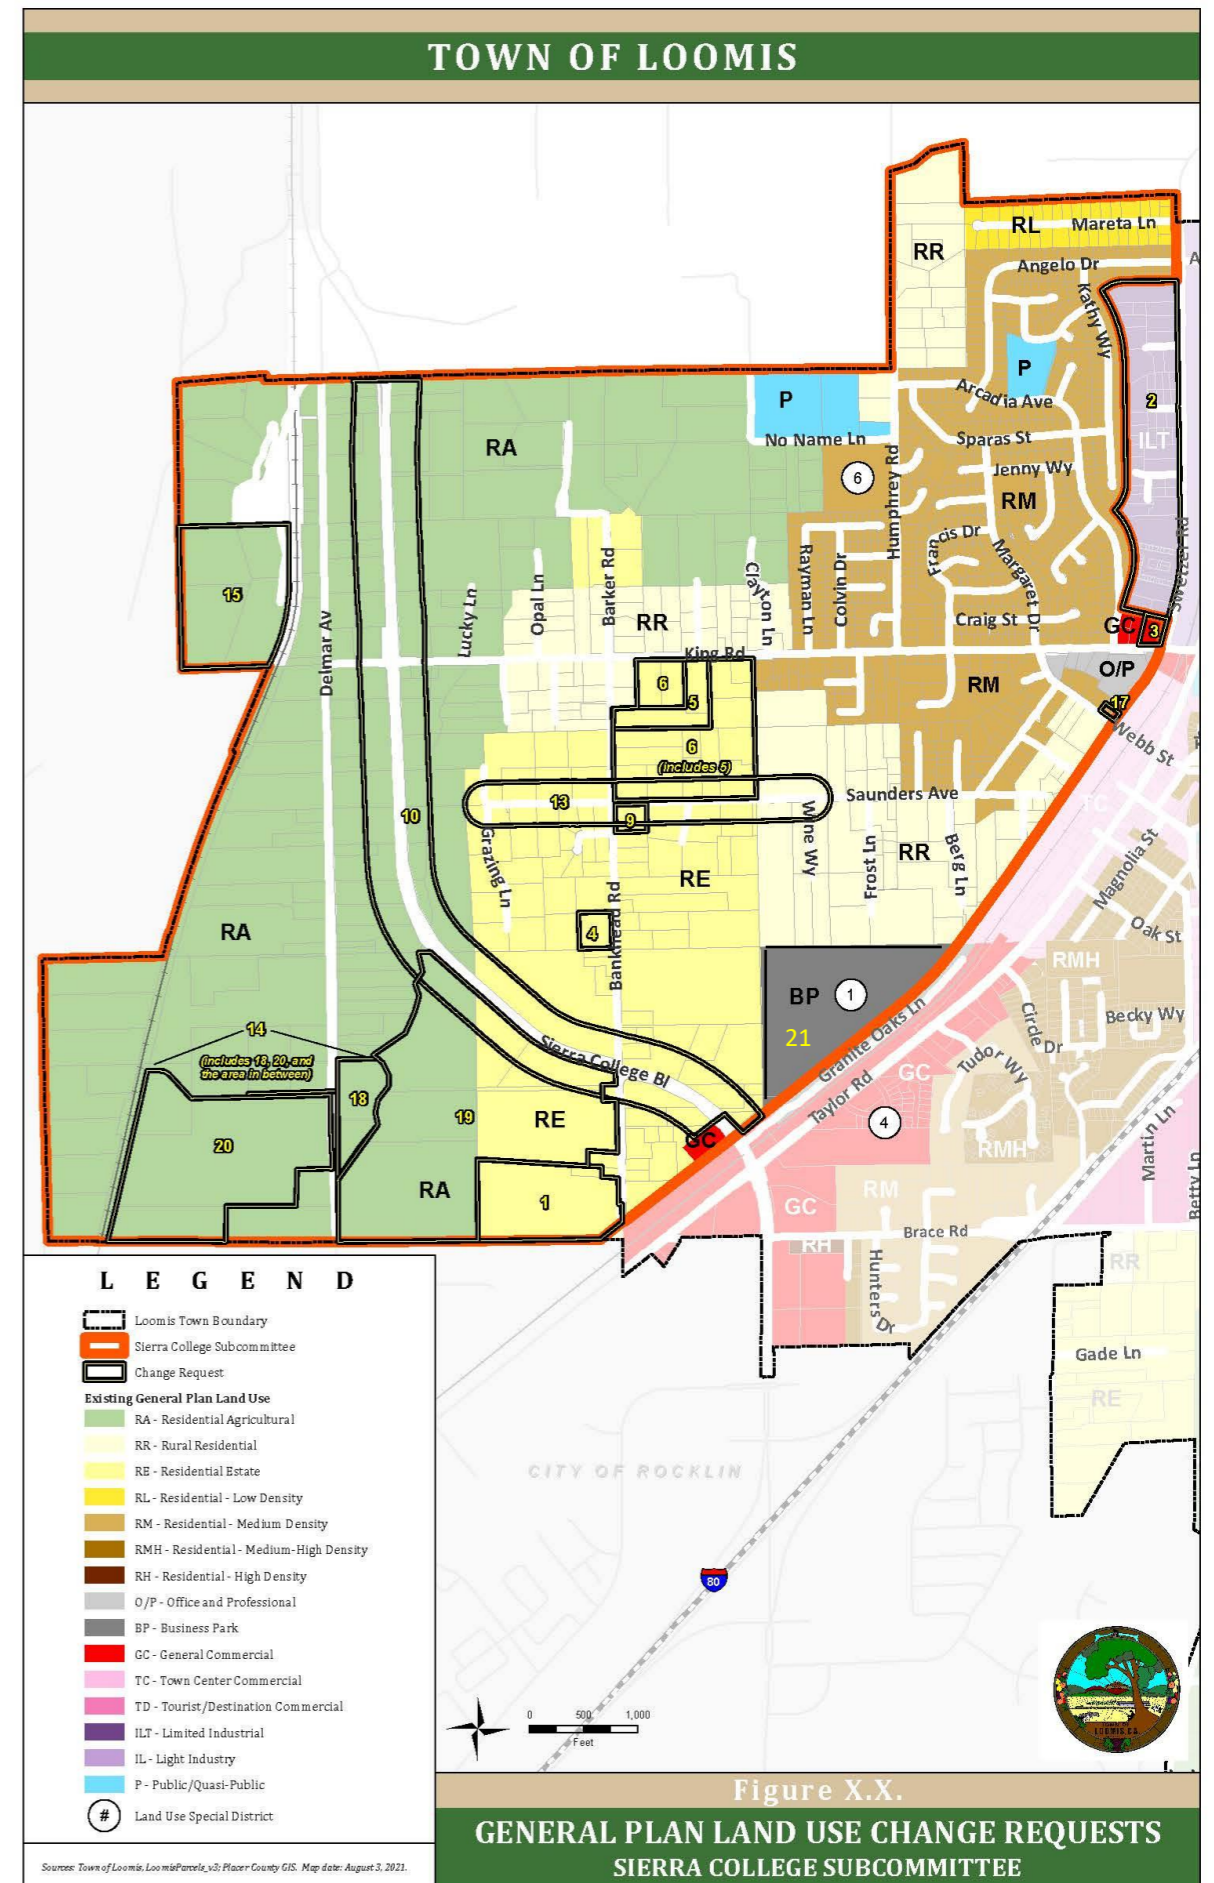 TOWN OF LOOMIS
RL
Mareta Ln
RR
Angelo Dr
A
Kathy Wy
P
P
Arcadia Ave
2
No Name Ln
Sparas St
ILT
RA
6
Jenny Wy
RM
Humphrey Rd
Francis Dr
Margaret Dr
Swetzer Rd
Rayman Ln
Colvin Dr
Clayton Ln
Barker Rd
Opal Ln
Lucky Ln
15
RR
Craig St
GC
3
Delmar Av
King Rd
O/P
6
5
RM
17
Webb St
6
(includes 5)
13
Saunders Ave
TC
10
9
Wine Wy
Grazing Ln
Frost Ln
RR
Berg Ln
Magnolia St
RE
Bankhead Rd
4
Oak St
RA
RMH
BP
1
21
Circle Dr
Becky Wy
14
(includes 18, 20, and
the area in between)
Sierra College Bl
Granite Oaks Ln
Taylor Rd
GC
Tudor Wy
18
19
RE
4
Martin Ln
20
GC
RMH
RA
1
RM
GC
Betty Ln
Brace Rd
RH
Hunters Dr
RR
Gade Ln
RE
CITY OF ROCKLIN
80
LEGEND
Loomis Town Boundary
Sierra College Subcommittee
Change Request
Existing General Plan Land Use
RA - Residential Agricultural
RR - Rural Residential
RE - Residential Estate
RL - Residential - Low Density
RM - Residential - Medium Density
RMH - Residential - Medium-High Density
RH - Residential - High Density
O/P - Office and Professional
BP - Business Park
GC - General Commercial
TC - Town Center Commercial
TD - Tourist/Destination Commercial
ILT - Limited Industrial
IL - Light Industry
P - Public/Quasi-Public
# Land Use Special District
0 500 1,000
Feet
LOOMIS CA.
Sources: Town of Loomis, LoomisParcels_v3; Placer County GIS. Map date: August 3, 2021.
Figure X.X.
GENERAL PLAN LAND USE CHANGE REQUESTS
SIERRA COLLEGE SUBCOMMITTEE